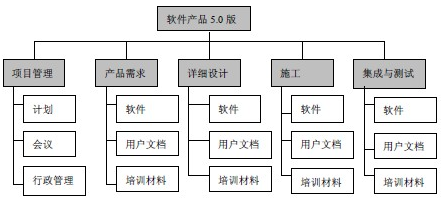 软件产品 5.0 版
项目管理
产品需求
详细设计
施工
集成与测试
计划
软件
软件
软件
软件
会议
用户文档
用户文档
用户文档
用户文档
行政管理
培训材料
培训材料
培训材料
培训材料